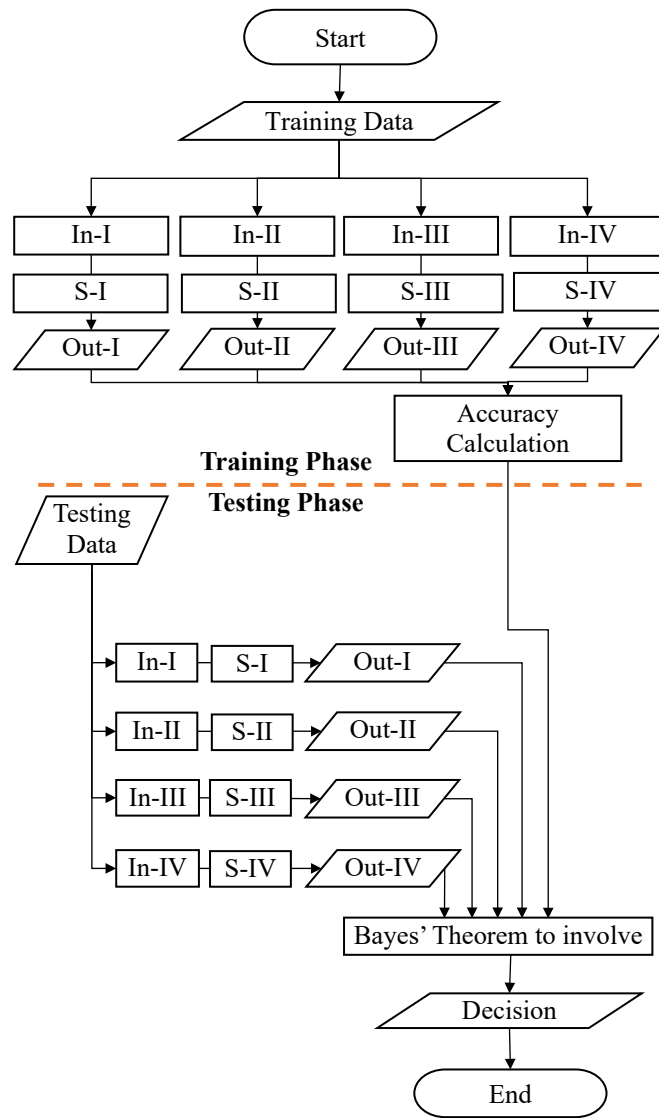 Start
Training Data
In-I
In-II
In-III
In-IV
S-I
S-II
S-III
S-IV
Out-I
Out-II
Out-III
Out-IV
Accuracy
Calculation
Training Phase
Testing Phase
Testing
Data
In-I
S-I
Out-I
In-II
S-II
Out-II
In-III
S-III
Out-III
In-IV
S-IV
Out-IV
Bayes’ Theorem to involve
Decision
End